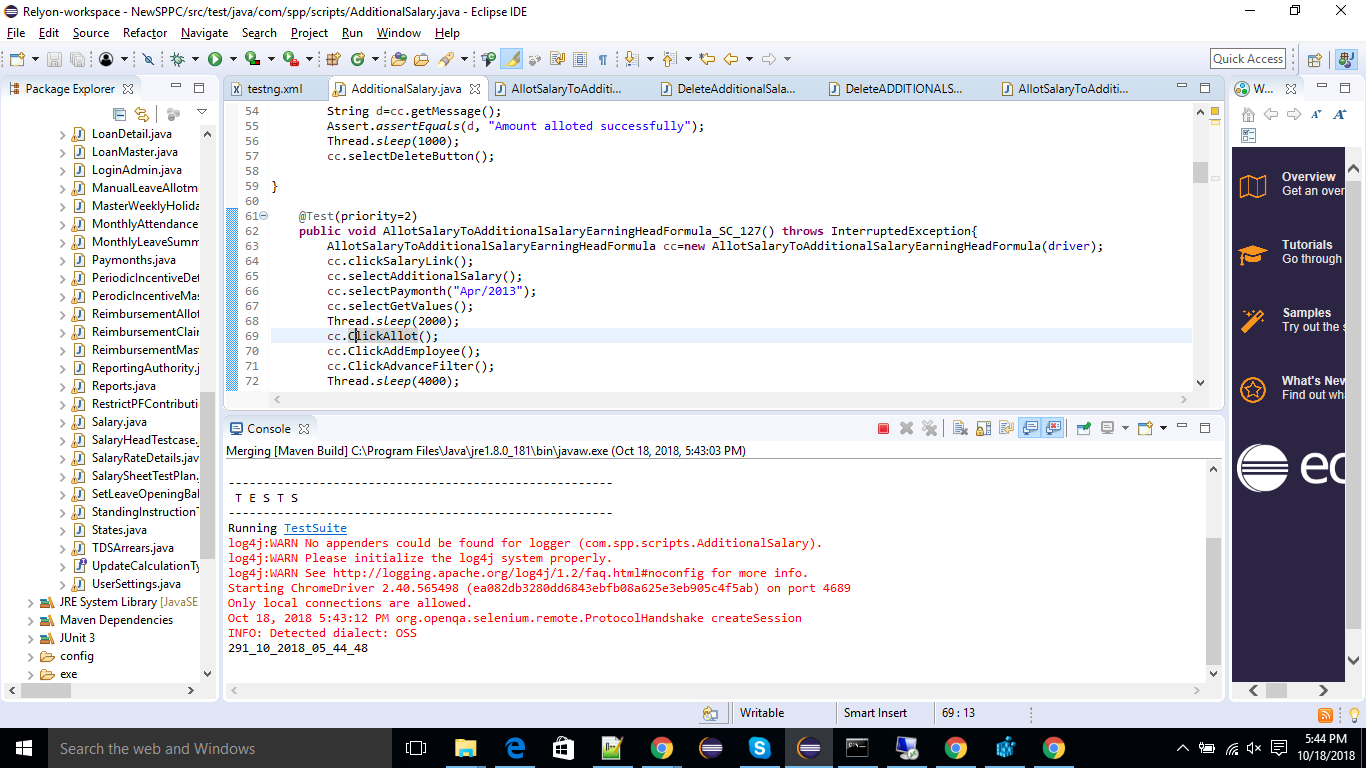 Relyon-workspace - NewSPPC/src/test/java/com/spp/scripts/AdditionalSalary.java - Eclipse IDE
File Edit Source Refactor Navigate Search Project Run Window Help
Quick Access
Package Explorer
testng.xml
AdditionalSalary.java
AllotSalaryToAdditi...
DeleteAdditionalSala...
DeleteADDITIONALS...
AllotSalaryToAdditi...
W...
LoanDetail.java
LoanMaster.java
LoginAdmin.java
ManualLeaveAllotm
MasterWeeklyHolida
MonthlyAttendance
MonthlyLeaveSumm
Paymonths.java
PeriodicIncentiveDet
PerodicIncentiveMas
ReimbursementAllot
ReimbursementClair
ReimbursementMast
ReportingAuthority.j
Reports.java
RestrictPFContributi
Salary.java
SalaryHeadTestcase.j
SalaryRateDetails.jav
SalarySheetTestPlan.
SetLeaveOpeningBal
StandingInstructionT
States.java
TDSArrears.java
UpdateCalculationTy
UserSettings.java
JRE System Library [JavaSE
Maven Dependencies
JUnit 3
config
exe
54 String d=cc.getMessage();
55 Assert.assertEquals(d, "Amount alloted successfully");
56 Thread.sleep(1000);
57 cc.selectDeleteButton();
58
59 }
60
61 @Test(priority=2)
62 public void AllotSalaryToAdditionalSalaryEarningHeadFormula_SC_127() throws InterruptedException{
63 AllotSalaryToAdditionalSalaryEarningHeadFormula cc=new AllotSalaryToAdditionalSalaryEarningHeadFormula(driver);
64 cc.clickSalaryLink();
65 cc.selectAdditionalSalary();
66 cc.selectPaymonth("Apr/2013");
67 cc.selectGetValues();
68 Thread.sleep(2000);
69 cc.ClickAllot();
70 cc.ClickAddEmployee();
71 cc.ClickAdvanceFilter();
72 Thread.sleep(4000);
Console
Merging [Maven Build] C:\Program Files\Java\jre1.8.0_181\bin\javaw.exe (Oct 18, 2018, 5:43:03 PM)
-------------------------------------------------------
T E S T S
-------------------------------------------------------
Running TestSuite
log4j:WARN No appenders could be found for logger (com.spp.scripts.AdditionalSalary).
log4j:WARN Please initialize the log4j system properly.
log4j:WARN See http://logging.apache.org/log4j/1.2/faq.html#noconfig for more info.
Starting ChromeDriver 2.40.565498 (ea082db3280dd6843ebfb08a625e3eb905c4f5ab) on port 4689
Only local connections are allowed.
Oct 18, 2018 5:43:12 PM org.openqa.selenium.remote.ProtocolHandshake createSession
INFO: Detected dialect: OSS
291_10_2018_05_44_48
Overview
Get an over
Tutorials
Go through
Samples
Try out the s
What's New
Find out wh
ec
Writable
Smart Insert
69 : 13
Search the web and Windows
5:44 PM
10/18/2018